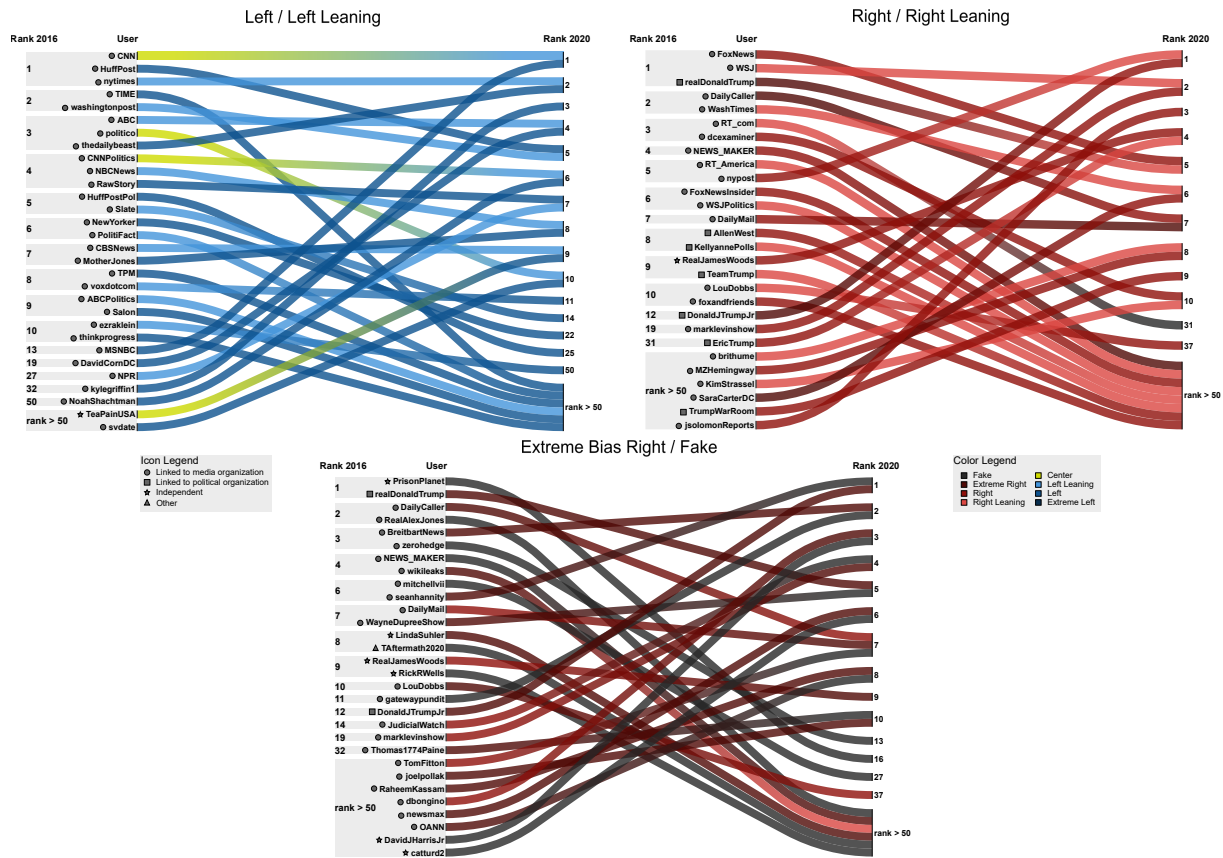 Left / Left Leaning
Rank 2016 User Rank 2020
CNN
1 HuffPost
nytimes
TIME
2 washingtonpost
ABC
3 politico
thedailybeast
CNNPolitics
4 NBCNews
RawStory
HuffPostPol
5 Slate
NewYorker
6 PolitiFact
CBSNews
7 MotherJones
TPM
8 voxdotcom
ABCPolitics
9 Salon
ezraklein
10 thinkprogress
13 MSNBC
19 DavidCornDC
27 NPR
32 kylegriffin1
50 NoahShachtman
TeaPainUSA
rank > 50
svdate
1
2
3
4
5
6
7
8
9
10
11
14
22
25
50
rank > 50
Right / Right Leaning
Rank 2016 User Rank 2020
FoxNews
1 WSJ
realDonaldTrump
DailyCaller
2 WashTimes
RT_com
3 dcexaminer
4 NEWS_MAKER
RT_America
5 nypost
FoxNewsInsider
6 WSJPolitics
7 DailyMail
AllenWest
8 KellyannePolls
RealJamesWoods
9 TeamTrump
LouDobbs
10 foxandfriends
12 DonaldJTrumpJr
19 marklevinshow
31 EricTrump
brithume
MZHemingway
rank > 50 KimStrassel
SaraCarterDC
TrumpWarRoom
jsolomonReports
1
2
3
4
5
6
7
8
9
10
31
37
rank > 50
Extreme Bias Right / Fake
Icon Legend
Linked to media organization
Linked to political organization
Independent
Other
Rank 2016 User Rank 2020
PrisonPlanet
1 realDonaldTrump
DailyCaller
2 RealAlexJones
BreitbartNews
3 zerohedge
NEWS_MAKER
4 wikileaks
mitchellvii
6 seanhannity
DailyMail
7 WayneDupreeShow
LindaSuhler
8 TAftermath2020
RealJamesWoods
9 RickRWells
10 LouDobbs
11 gatewaypundit
12 DonaldJTrumpJr
14 JudicialWatch
19 marklevinshow
32 Thomas1774Paine
TomFitton
joelpollak
RaheemKassam
rank > 50 dbongino
newsmax
OANN
DavidJHarrisJr
catturd2
1
2
3
4
5
6
7
8
9
10
13
16
27
37
rank > 50
Color Legend
Fake Center
Extreme Right Left Leaning
Right Left
Right Leaning Extreme Left